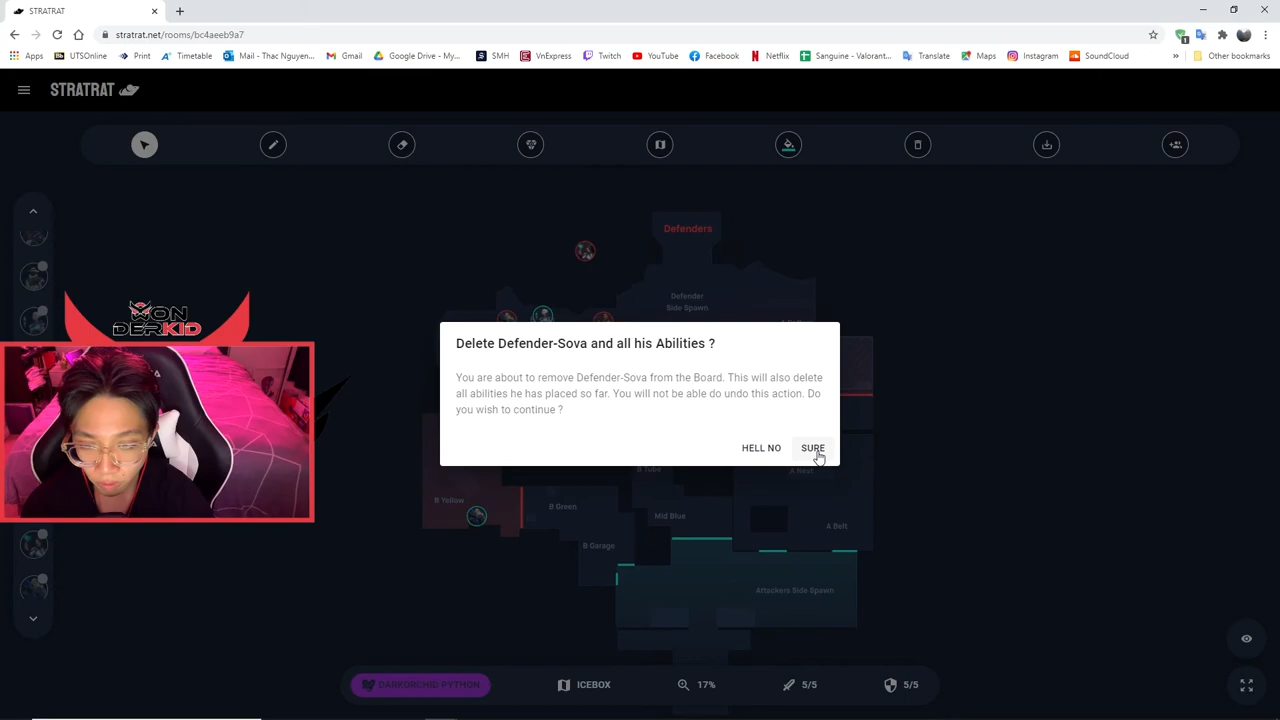 STRATRAT
stratrat.net/rooms/bc4aeeb9a7
1
Apps UTSOnline Print Timetable Mail - Thac Nguyen... Gmail Google Drive - My... SMH VnExpress Twitch YouTube Facebook Netflix Sanguine - Valorant... Translate Maps Instagram SoundCloud » Other bookmarks
STRATRAT
Defenders
Defender
Side Spawn
WON
DERKID
Delete Defender-Sova and all his Abilities ?
You are about to remove Defender-Sova from the Board. This will also delete
all abilities he has placed so far. You will not be able do undo this action. Do
you wish to continue ?
HELL NO SURE
B Tube
A Nest
B Yellow
B Green
Mid Blue
A Belt
B Garage
Attackers Side Spawn
DARKORCHID PYTHON ICEBOX 17% 5/5 5/5